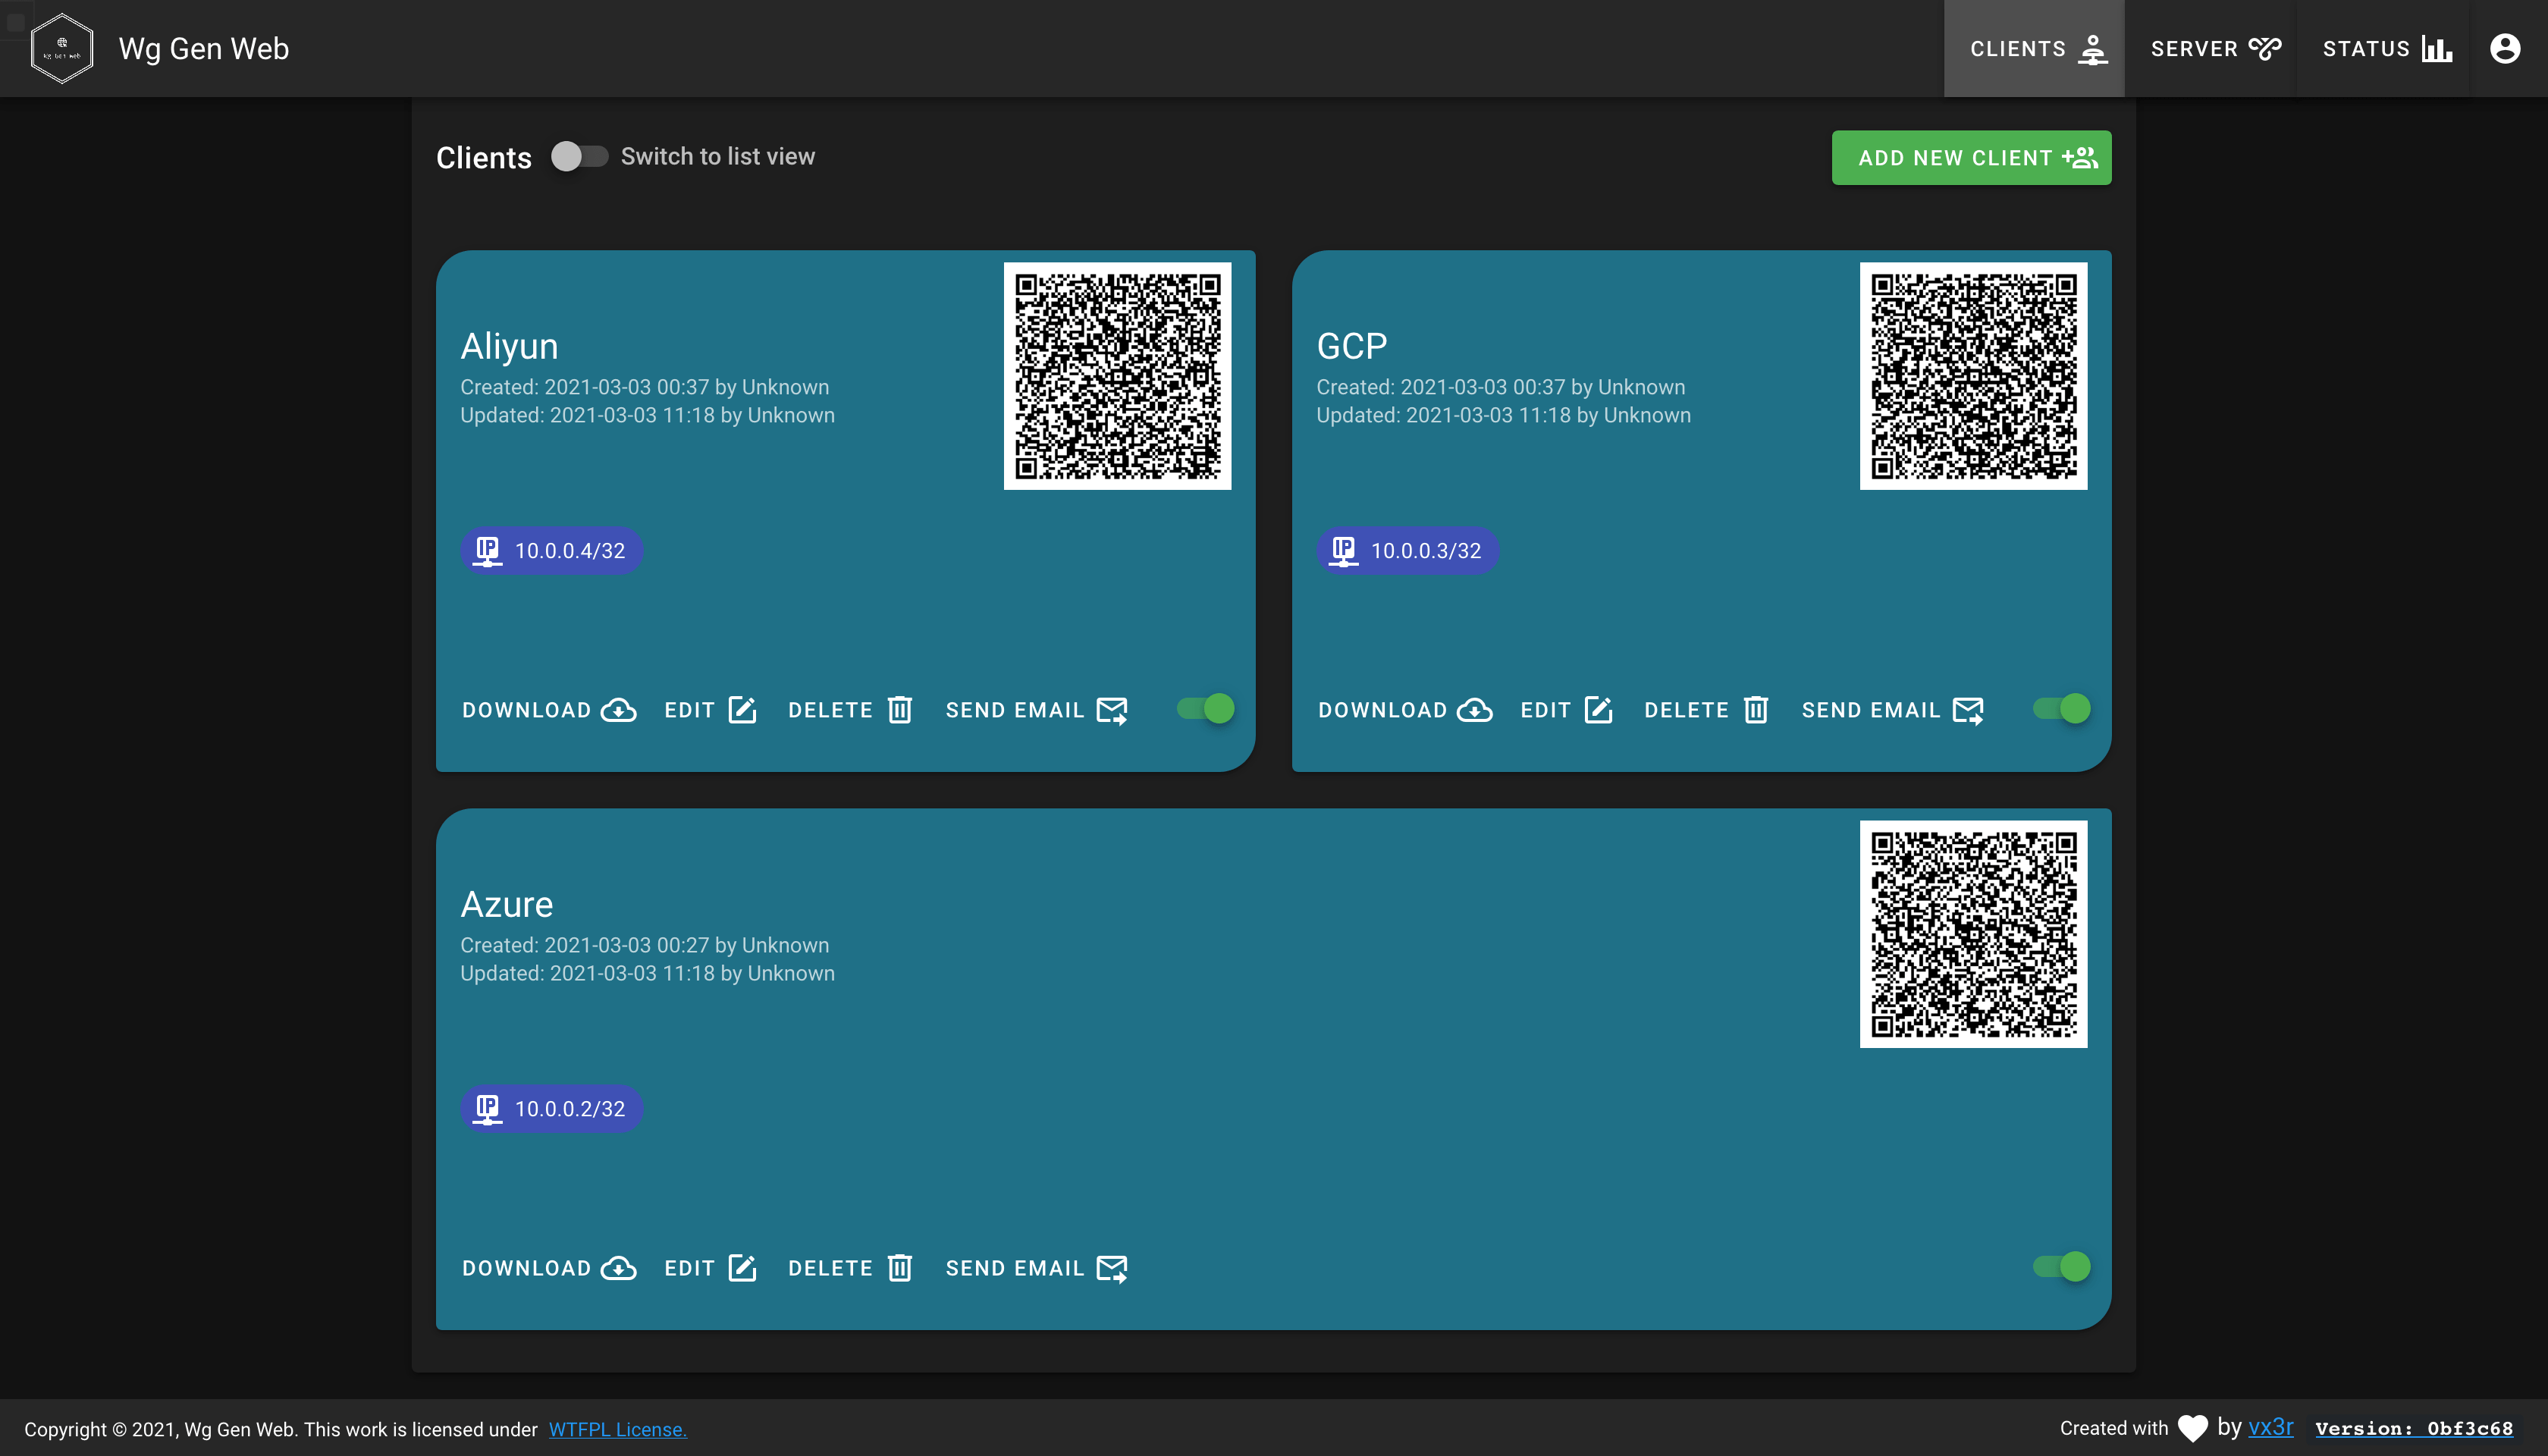 Wg Gen Web
CLIENTS
SERVER
STATUS
Clients
Switch to list view
ADD NEW CLIENT
Aliyun
Created: 2021-03-03 00:37 by Unknown
Updated: 2021-03-03 11:18 by Unknown
IP 10.0.0.4/32
DOWNLOAD EDIT DELETE SEND EMAIL
GCP
Created: 2021-03-03 00:37 by Unknown
Updated: 2021-03-03 11:18 by Unknown
IP 10.0.0.3/32
DOWNLOAD EDIT DELETE SEND EMAIL
Azure
Created: 2021-03-03 00:27 by Unknown
Updated: 2021-03-03 11:18 by Unknown
IP 10.0.0.2/32
DOWNLOAD EDIT DELETE SEND EMAIL
Copyright © 2021, Wg Gen Web. This work is licensed under WTFPL License.
Created with by vx3r Version: 0bf3c68